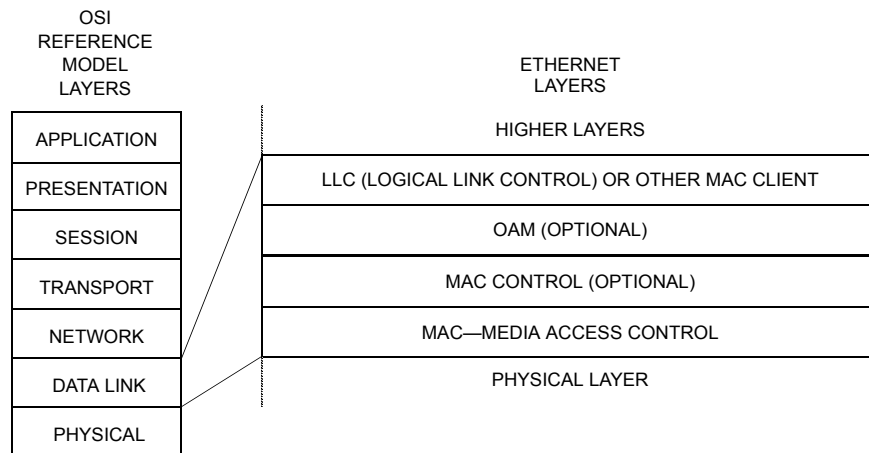 OSI
REFERENCE
MODEL
LAYERS
APPLICATION
PRESENTATION
SESSION
TRANSPORT
NETWORK
DATA LINK
PHYSICAL
ETHERNET
LAYERS
HIGHER LAYERS
LLC (LOGICAL LINK CONTROL) OR OTHER MAC CLIENT
OAM (OPTIONAL)
MAC CONTROL (OPTIONAL)
MAC—MEDIA ACCESS CONTROL
PHYSICAL LAYER